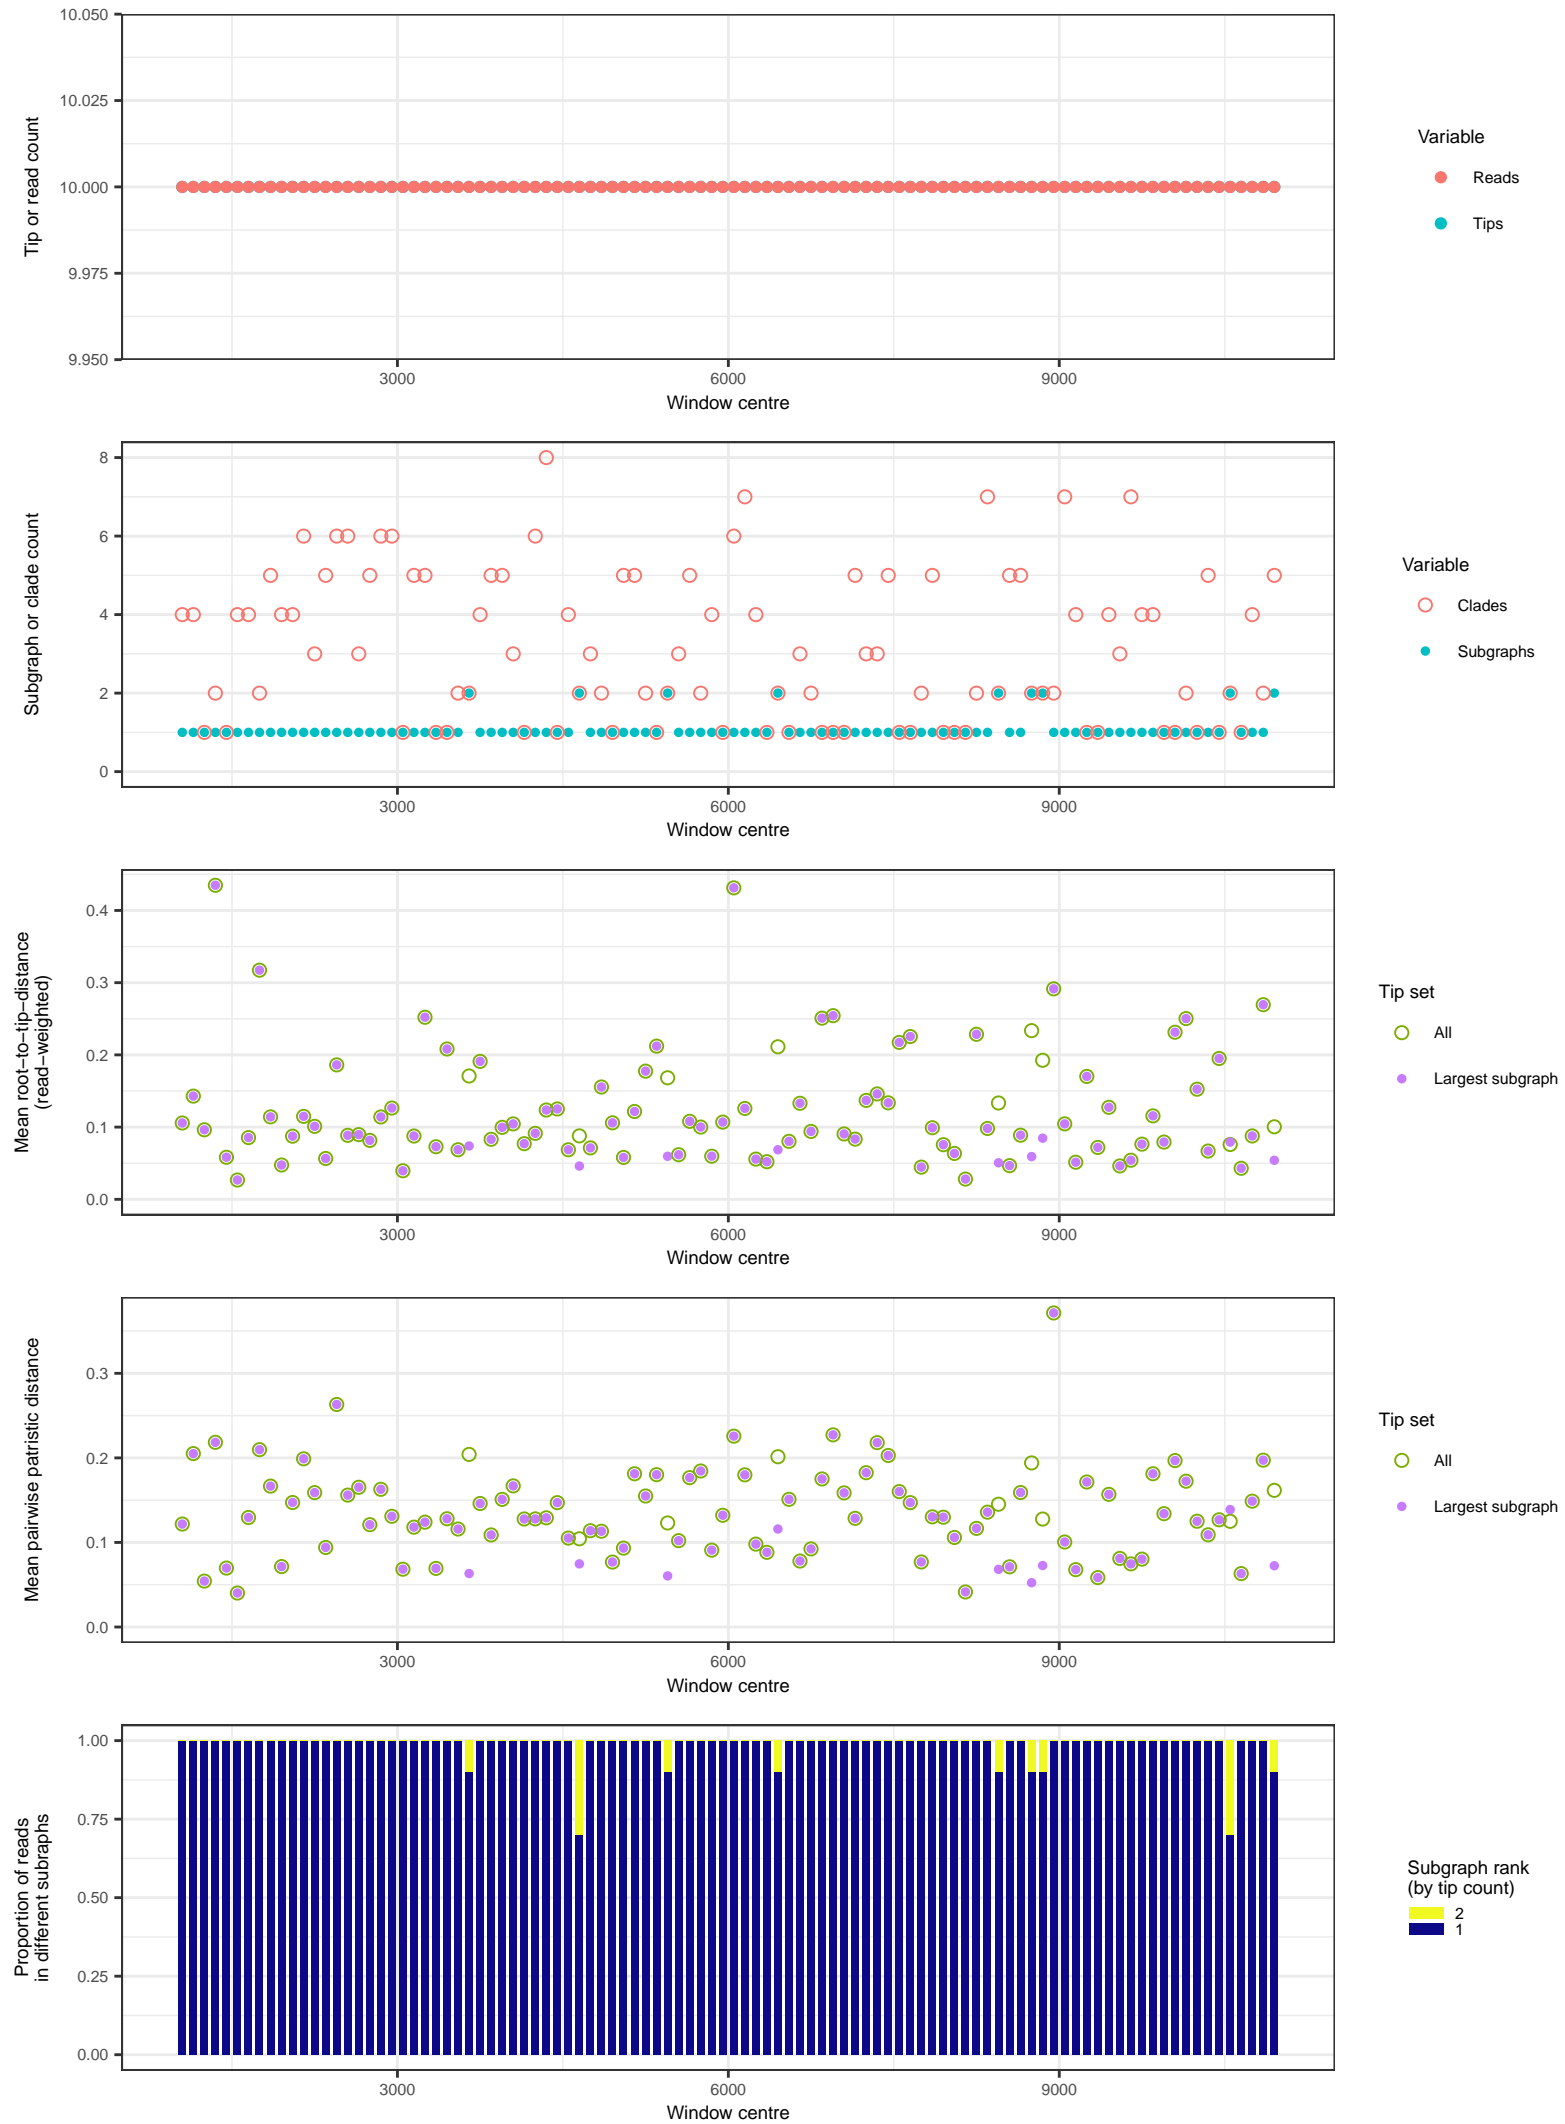 10.050
10.025
10.000
9.975
9.950
Tip or read count
3000 6000 9000
Window centre
Variable
Reads
Tips
8
6
4
2
0
Subgraph or clade count
3000 6000 9000
Window centre
Variable
Clades
Subgraphs
0.4
0.3
0.2
0.1
0.0
Mean root−to−tip−distance
(read−weighted)
3000 6000 9000
Window centre
Tip set
All
Largest subgraph
0.3
0.2
0.1
0.0
Mean pairwise patristic distance
3000 6000 9000
Window centre
Tip set
All
Largest subgraph
1.00
0.75
0.50
0.25
0.00
Proportion of reads
in different subraphs
3000 6000 9000
Window centre
Subgraph rank
(by tip count)
2
1